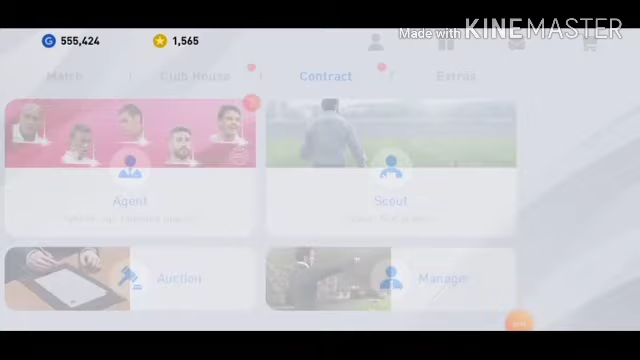 Made with KINEMASTER
555,424 1,565
Match Club House Contract Extras
Agent Scout
Auction Manager